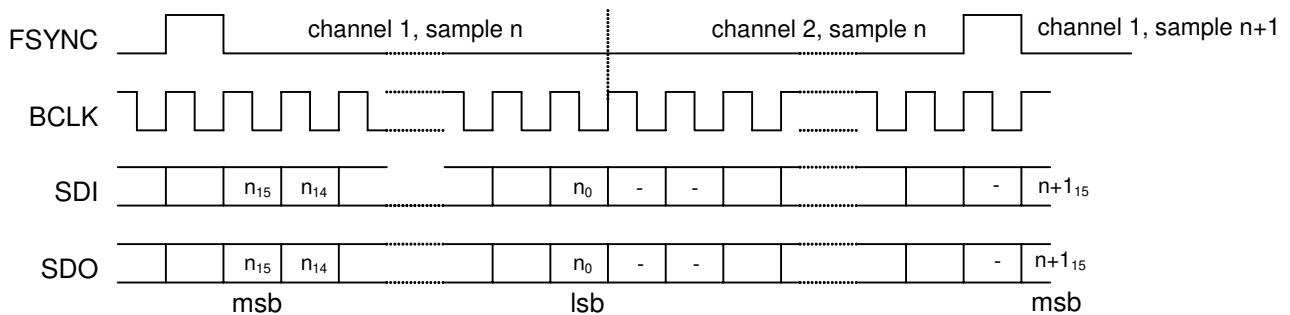 FSYNC channel 1, sample n channel 2, sample n channel 1, sample n+1
BCLK
SDI n₁₅ n₁₄ n₀ - - - n+1₁₅
SDO n₁₅ n₁₄ n₀ - - - n+1₁₅
msb lsb msb